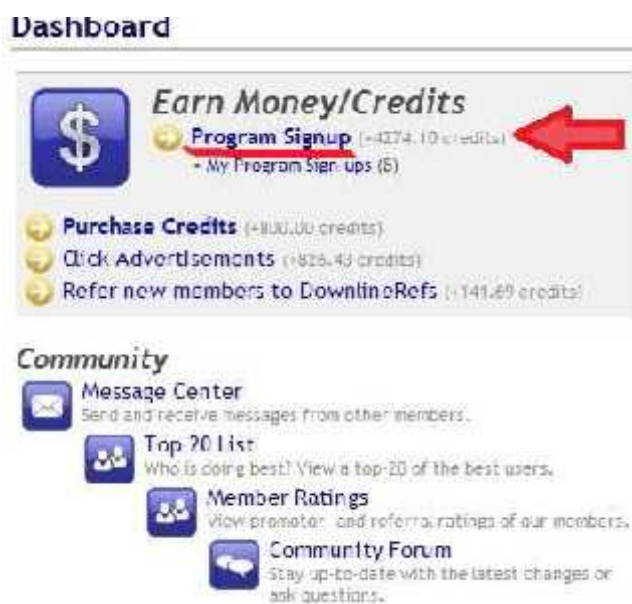 Dashboard
$
Earn Money/Credits
Program Signup (+4274.10 credits)
- My Program Sign-ups
Purchase Credits (+800.00 credits)
Click Advertisements (+826.43 credits)
Refer new members to DownlineRefs (+141.69 credits)
Community
Message Center
Send and receive messages from other members.
Top-20 List
Who is doing best? View a top-20 of the best users.
Member Ratings
View promotor- and referral ratings of our members.
Community Forum
Stay up-to-date with the latest changes or
ask questions.